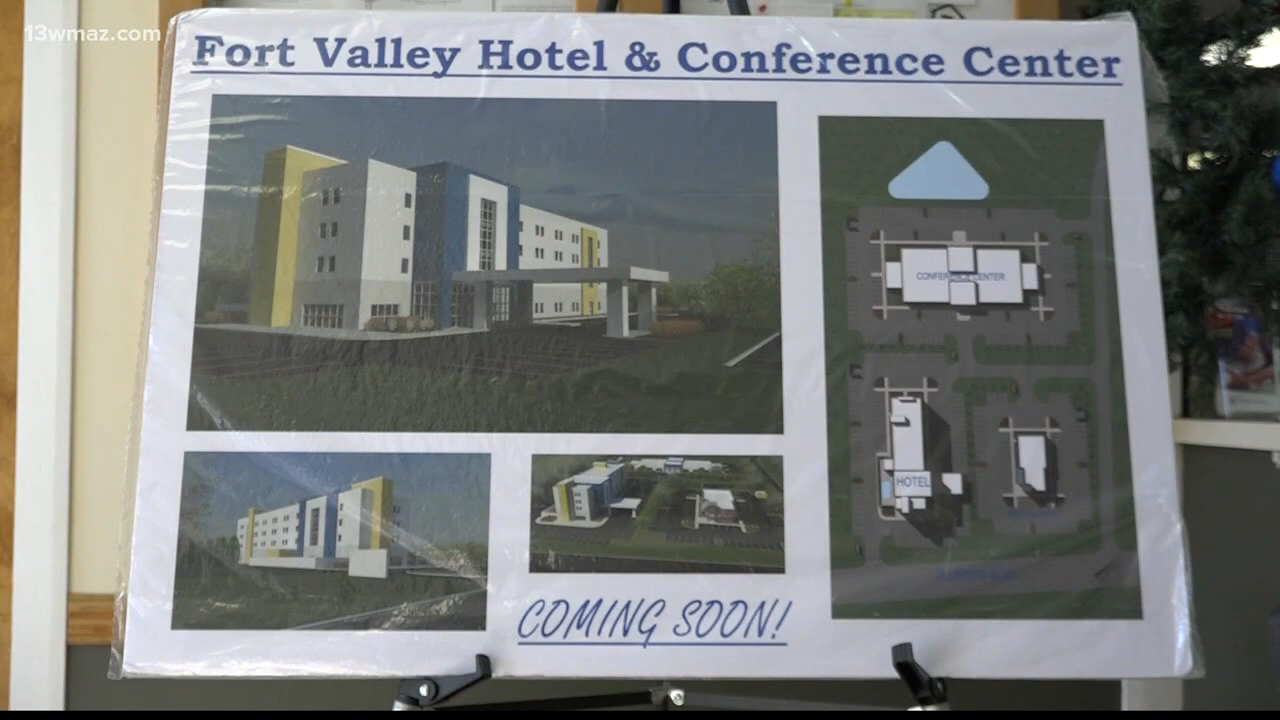 13wmaz.com
Fort Valley Hotel & Conference Center
CONFERENCE CENTER
HOTEL
COMING SOON!